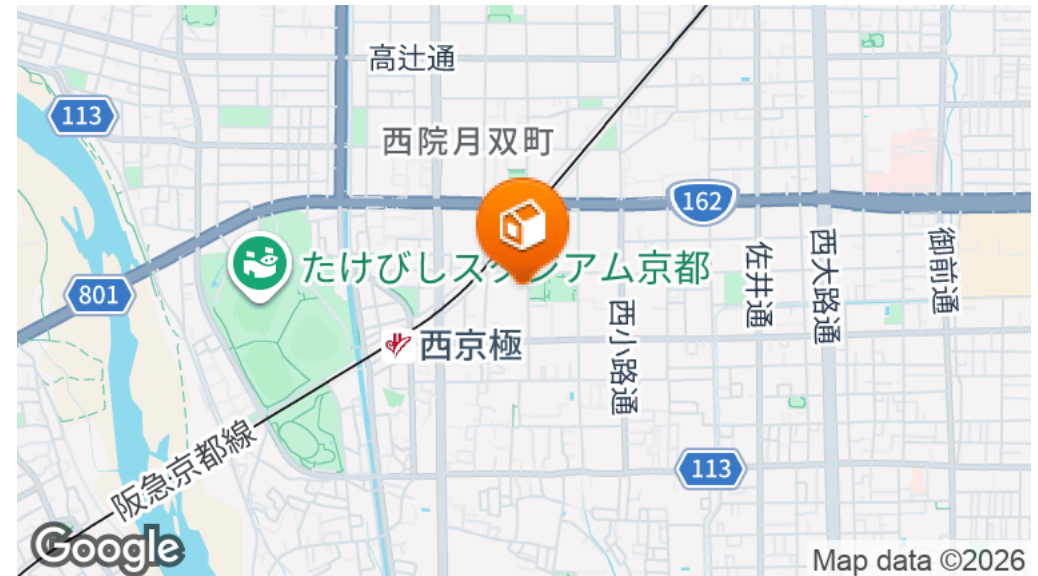 高辻通
113
西院月双町
162
801
たけびしスタジアム京都
佐井通
西大路通
御前通
西京極
西小路通
阪急京都線
113
Google
Map data ©2026